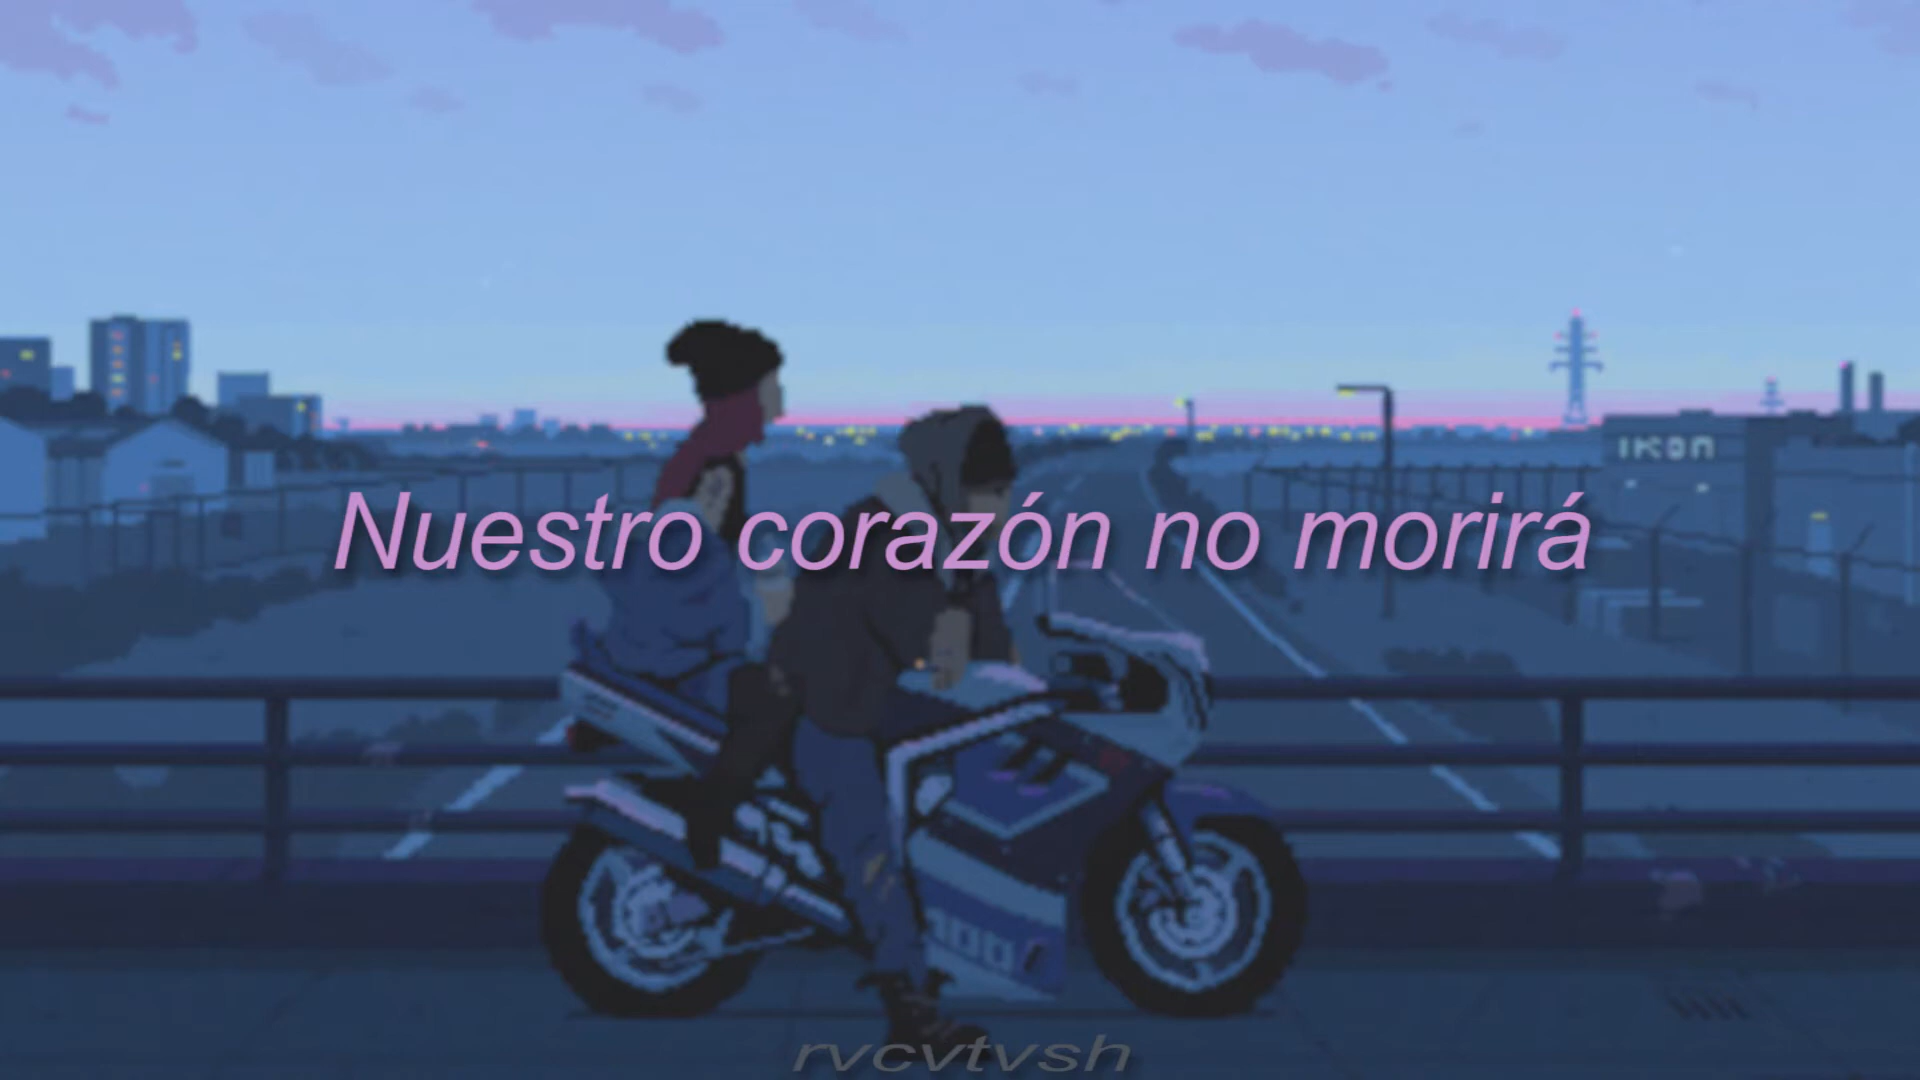 ikon
Nuestro corazón no morirá
rvcvtvsh